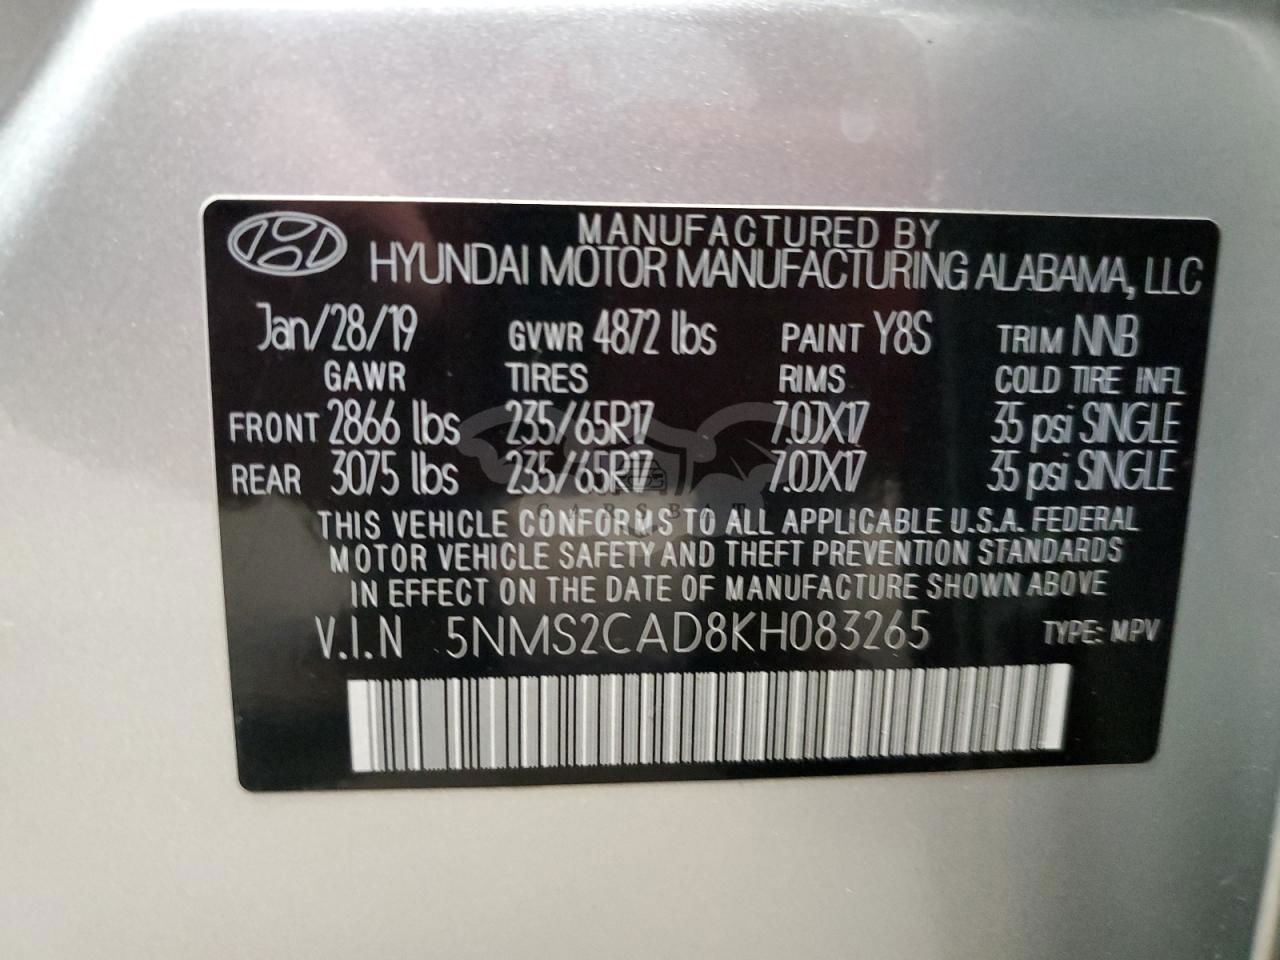 MANUFACTURED BY
HYUNDAI MOTOR MANUFACTURING ALABAMA, LLC
Jan/28/19 GVWR 4872 lbs PAINT Y8S TRIM NNB
GAWR TIRES RIMS COLD TIRE INFL
FRONT 2866 lbs 235/65R17 7.0JX17 35 psi SINGLE
REAR 3075 lbs 235/65R17 7.0JX17 35 psi SINGLE
THIS VEHICLE CONFORMS TO ALL APPLICABLE U.S.A. FEDERAL
MOTOR VEHICLE SAFETY AND THEFT PREVENTION STANDARDS
IN EFFECT ON THE DATE OF MANUFACTURE SHOWN ABOVE
V.I.N 5NMS2CAD8KH083265 TYPE: MPV